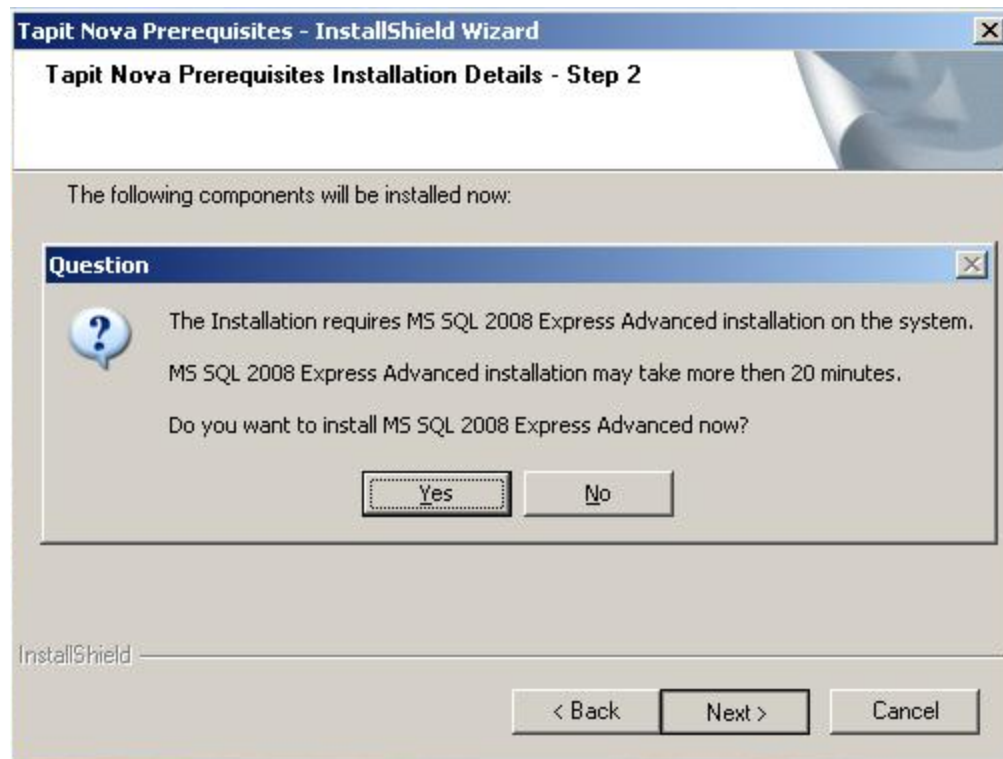 Tapit Nova Prerequisites - InstallShield Wizard
Tapit Nova Prerequisites Installation Details - Step 2
The following components will be installed now:
Question
The Installation requires MS SQL 2008 Express Advanced installation on the system.
MS SQL 2008 Express Advanced installation may take more then 20 minutes.
Do you want to install MS SQL 2008 Express Advanced now?
Yes No
InstallShield
< Back Next > Cancel